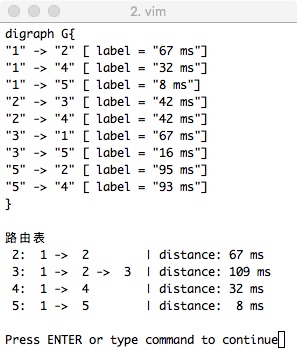 2. vim
digraph G{
"1" -> "2" [ label = "67 ms"]
"1" -> "4" [ label = "32 ms"]
"1" -> "5" [ label = "8 ms"]
"2" -> "3" [ label = "42 ms"]
"2" -> "4" [ label = "42 ms"]
"3" -> "1" [ label = "67 ms"]
"3" -> "5" [ label = "16 ms"]
"5" -> "2" [ label = "95 ms"]
"5" -> "4" [ label = "93 ms"]
}
路由表
2:  1 ->  2        | distance: 67 ms
3:  1 -> 2 ->  3  | distance: 109 ms
4:  1 ->  4        | distance: 32 ms
5:  1 ->  5        | distance:  8 ms
Press ENTER or type command to continue